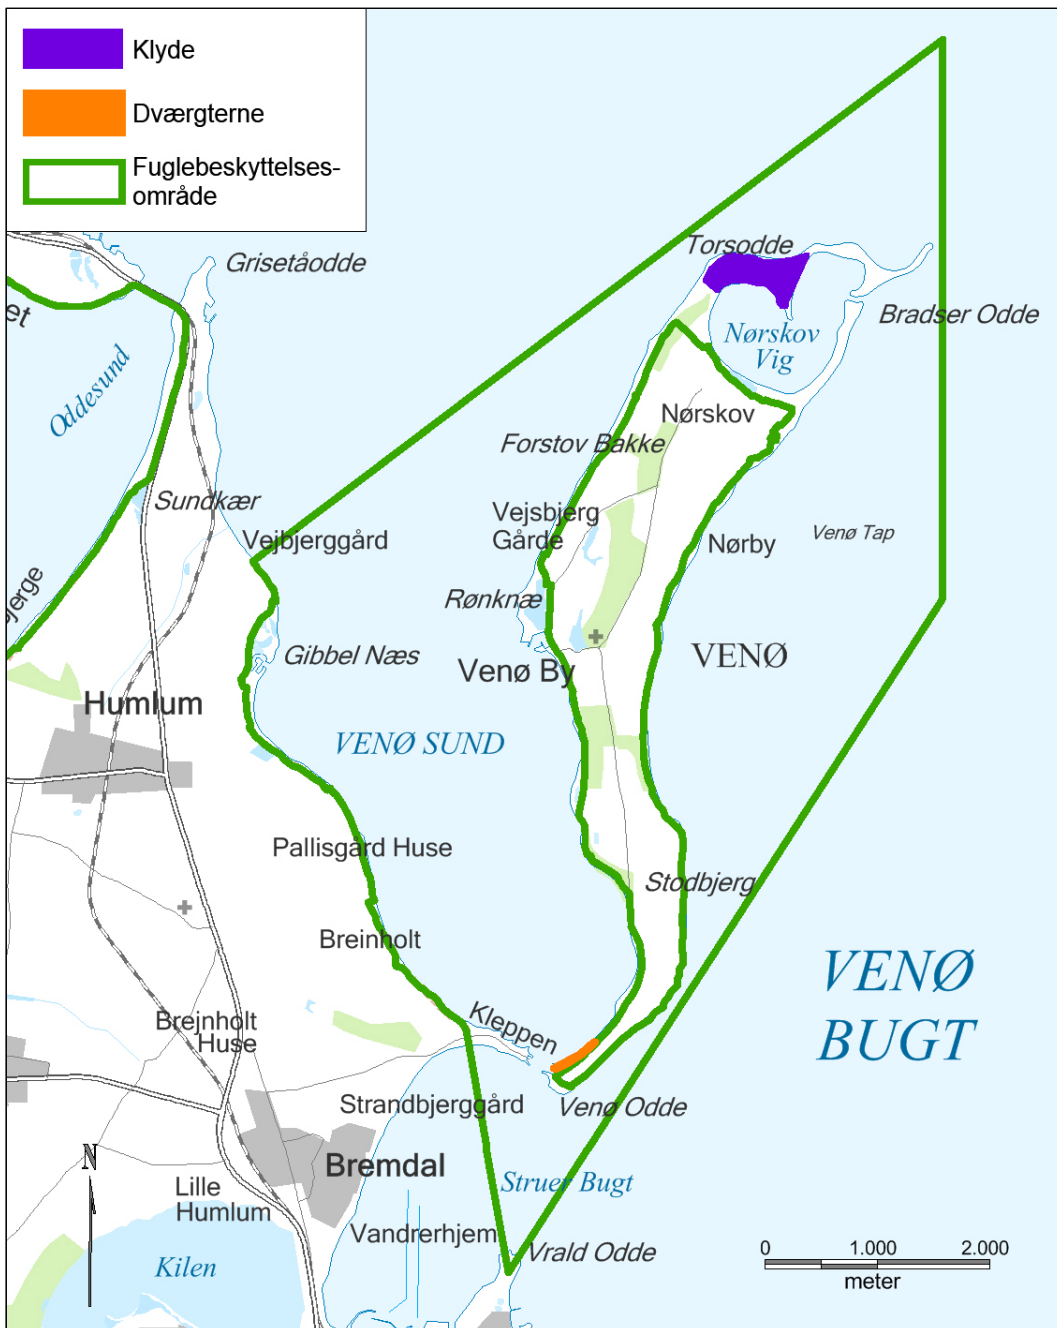 Klyde
Dværgterne
Fuglebeskyttelses-
område
Grisetåodde
Torsodde
et
Bradser Odde
Oddesund
Nørskov
Vig
Nørskov
Forstov Bakke
Sundkær
Vejsbjerg
Gårde
Vejbjerggård
Nørby
Venø Tap
bjerge
Rønknæ
Gibbel Næs
Venø By
VENØ
Humlum
VENØ SUND
Pallisgård Huse
Stodbjerg
Breinholt
VENØ
BUGT
Kleppen
Brejnholt
Huse
Strandbjerggård
Venø Odde
N
Bremdal
Struer Bugt
Lille
Humlum
Vandrerhjem
Vrald Odde
Kilen
0 1.000 2.000
meter